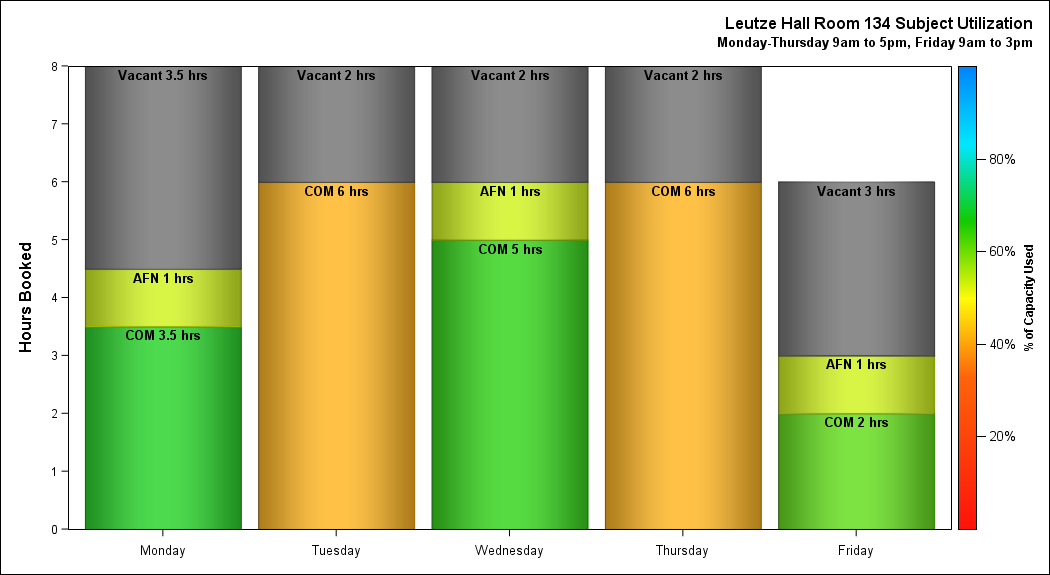 Leutze Hall Room 134 Subject Utilization
Monday-Thursday 9am to 5pm, Friday 9am to 3pm
Hours Booked
8
7
6
5
4
3
2
1
0
Vacant 3.5 hrs
AFN 1 hrs
COM 3.5 hrs
Vacant 2 hrs
COM 6 hrs
Vacant 2 hrs
AFN 1 hrs
COM 5 hrs
Vacant 2 hrs
COM 6 hrs
Vacant 3 hrs
AFN 1 hrs
COM 2 hrs
Monday
Tuesday
Wednesday
Thursday
Friday
80%
60%
40%
20%
% of Capacity Used